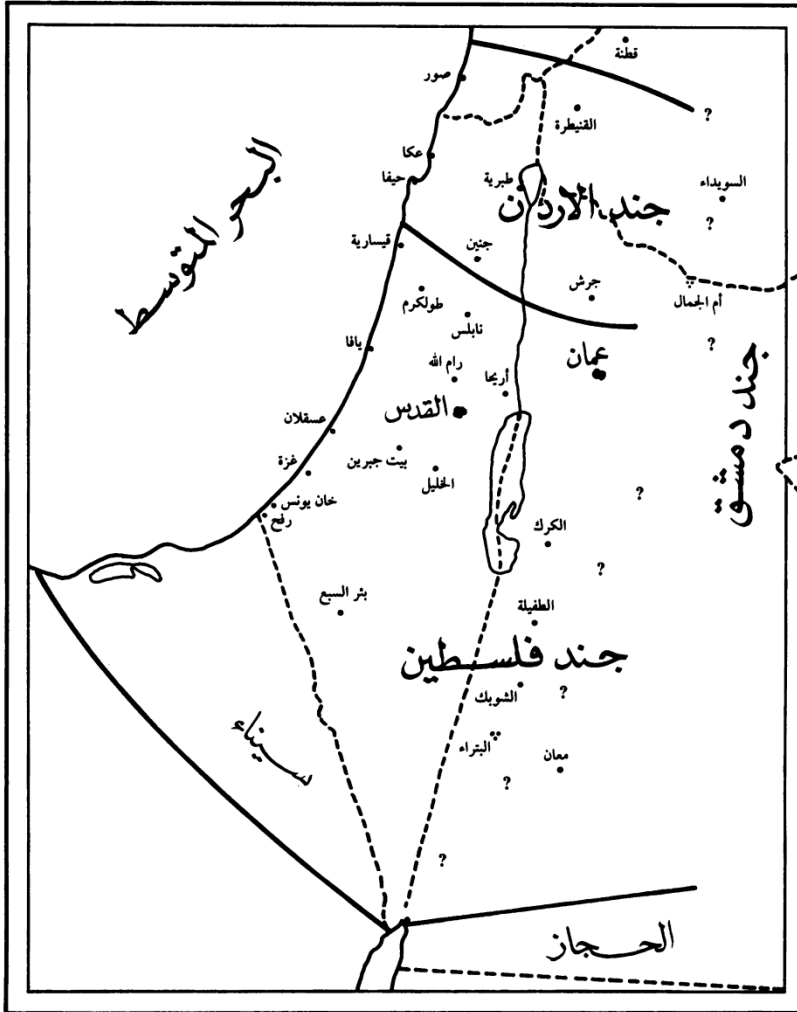 قطنة
صور
القنيطرة
?
عكا
البحر المتوسط
حيفا
طبرية
السويداء
جند الاردن
?
قيسارية
جنين
جرش
أم الجمال
طولكرم
نابلس
?
يافا
رام الله
عمان
أريحا
جند دمشق
القدس
عسقلان
بيت جبرين
غزة
الخليل
?
خان يونس
رفح
الكرك
?
بئر السبع
الطفيلة
جند فلسطين
الشوبك
?
سيناء
البتراء
معان
?
?
الحجاز